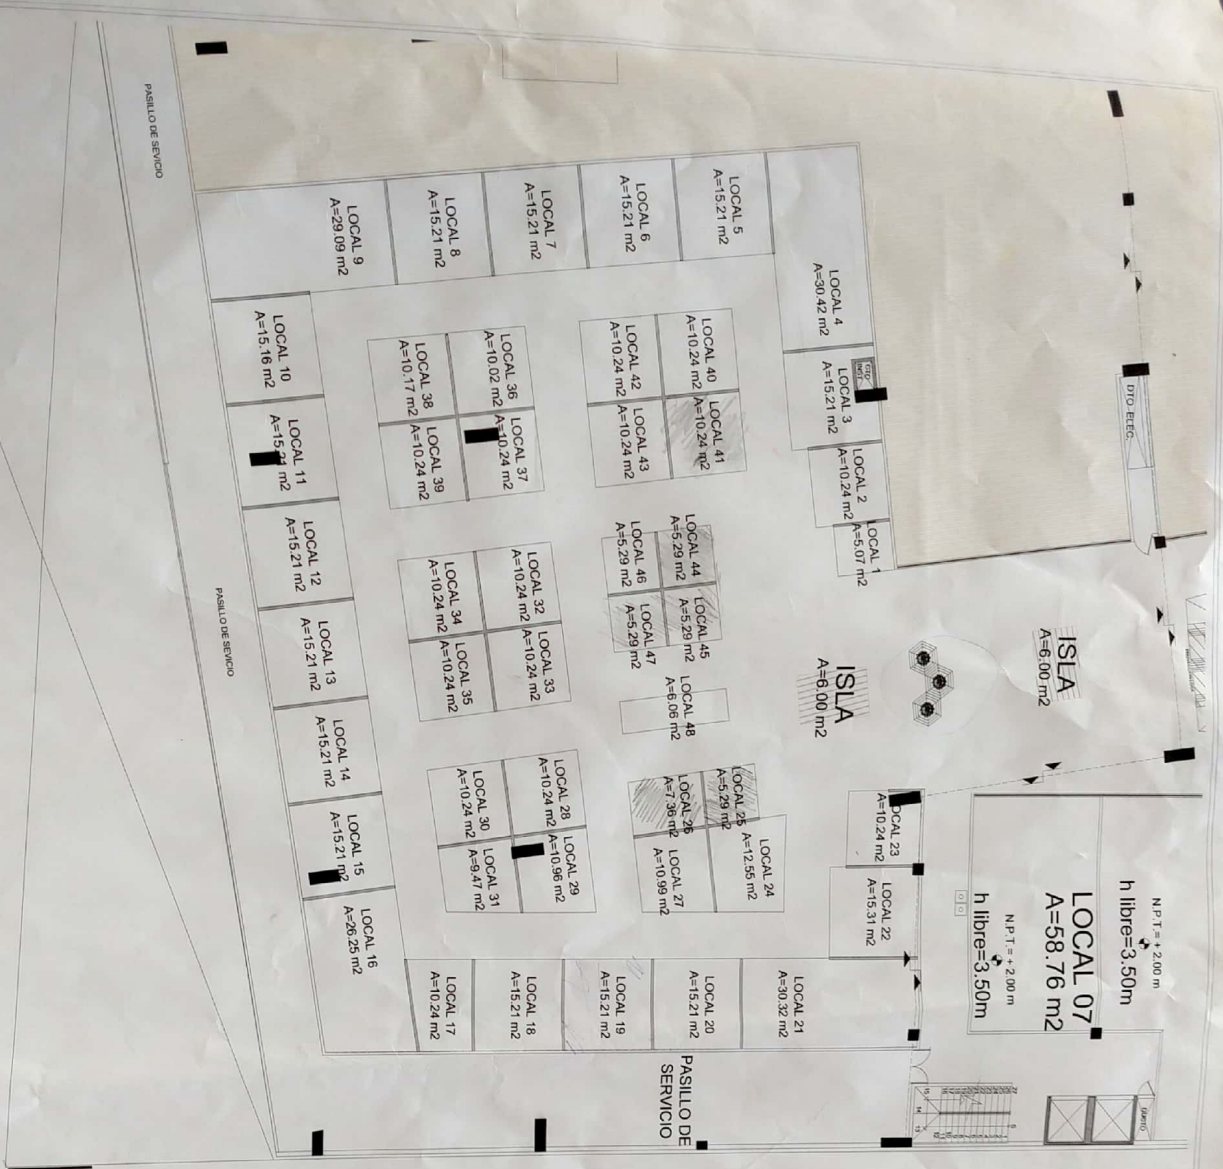 PASILLO DE SEVICIO
LOCAL 5
A=15.21 m2
LOCAL 6
A=15.21 m2
LOCAL 7
A=15.21 m2
LOCAL 8
A=15.21 m2
LOCAL 9
A=29.09 m2
LOCAL 4
A=30.42 m2
LOCAL 3
A=15.21 m2
LOCAL 2
A=10.24 m2
LOCAL 1
A=5.07 m2
DTO-ELEC.
LOCAL 10
A=15.16 m2
LOCAL 11
A=15.21 m2
LOCAL 12
A=15.21 m2
LOCAL 13
A=15.21 m2
LOCAL 14
A=15.21 m2
LOCAL 15
A=15.21 m2
LOCAL 16
A=26.25 m2
PASILLO DE SEVICIO
LOCAL 36
A=10.02 m2
LOCAL 37
A=10.24 m2
LOCAL 38
A=10.17 m2
LOCAL 39
A=10.24 m2
LOCAL 40
A=10.24 m2
LOCAL 41
A=10.24 m2
LOCAL 42
A=10.24 m2
LOCAL 43
A=10.24 m2
LOCAL 44
A=5.29 m2
LOCAL 45
A=5.29 m2
LOCAL 46
A=5.29 m2
LOCAL 47
A=5.29 m2
LOCAL 48
A=6.06 m2
LOCAL 32
A=10.24 m2
LOCAL 33
A=10.24 m2
LOCAL 34
A=10.24 m2
LOCAL 35
A=10.24 m2
ISLA
A=6.00 m2
ISLA
A=6.00 m2
LOCAL 28
A=10.24 m2
LOCAL 29
A=10.96 m2
LOCAL 30
A=10.24 m2
LOCAL 31
A=9.47 m2
LOCAL 25
A=5.29 m2
LOCAL 26
A=7.36 m2
LOCAL 24
A=12.55 m2
LOCAL 27
A=10.99 m2
LOCAL 23
A=10.24 m2
LOCAL 22
A=15.31 m2
LOCAL 21
A=30.32 m2
LOCAL 20
A=15.21 m2
LOCAL 19
A=15.21 m2
LOCAL 18
A=15.21 m2
LOCAL 17
A=10.24 m2
N.P.T.= + 2.00 m
h libre=3.50m
LOCAL 07
A=58.76 m2
N.P.T.= + 2.00 m
h libre=3.50m
PASILLO DE
SERVICIO
DUCTO